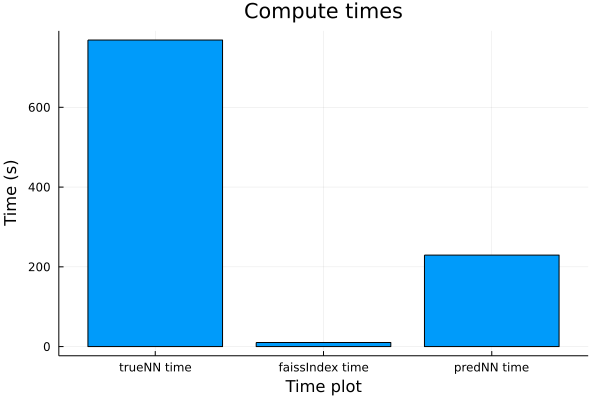 Compute times
Time (s)
600
400
200
0
trueNN time
faissIndex time
predNN time
Time plot